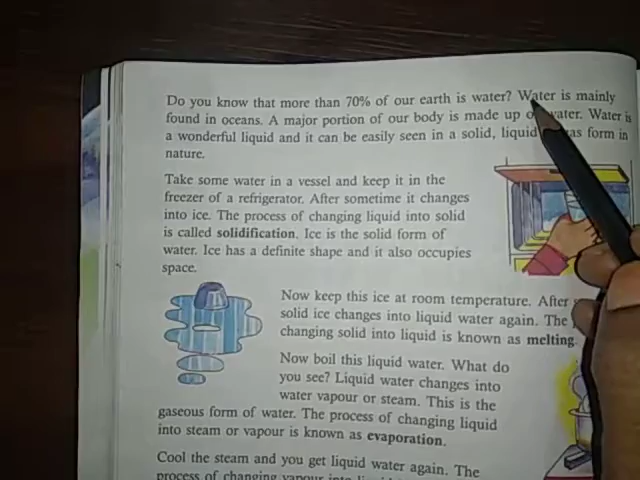 Do you know that more than 70% of our earth is water? Water is mainly
found in oceans. A major portion of our body is made up of water. Water is
a wonderful liquid and it can be easily seen in a solid, liquid gas form in
nature.
Take some water in a vessel and keep it in the
freezer of a refrigerator. After sometime it changes
into ice. The process of changing liquid into solid
is called solidification. Ice is the solid form of
water. Ice has a definite shape and it also occupies
space.
Now keep this ice at room temperature. After
solid ice changes into liquid water again. The
changing solid into liquid is known as melting.
Now boil this liquid water. What do
you see? Liquid water changes into
water vapour or steam. This is the
gaseous form of water. The process of changing liquid
into steam or vapour is known as evaporation.
Cool the steam and you get liquid water again. The
process of changing vapour into